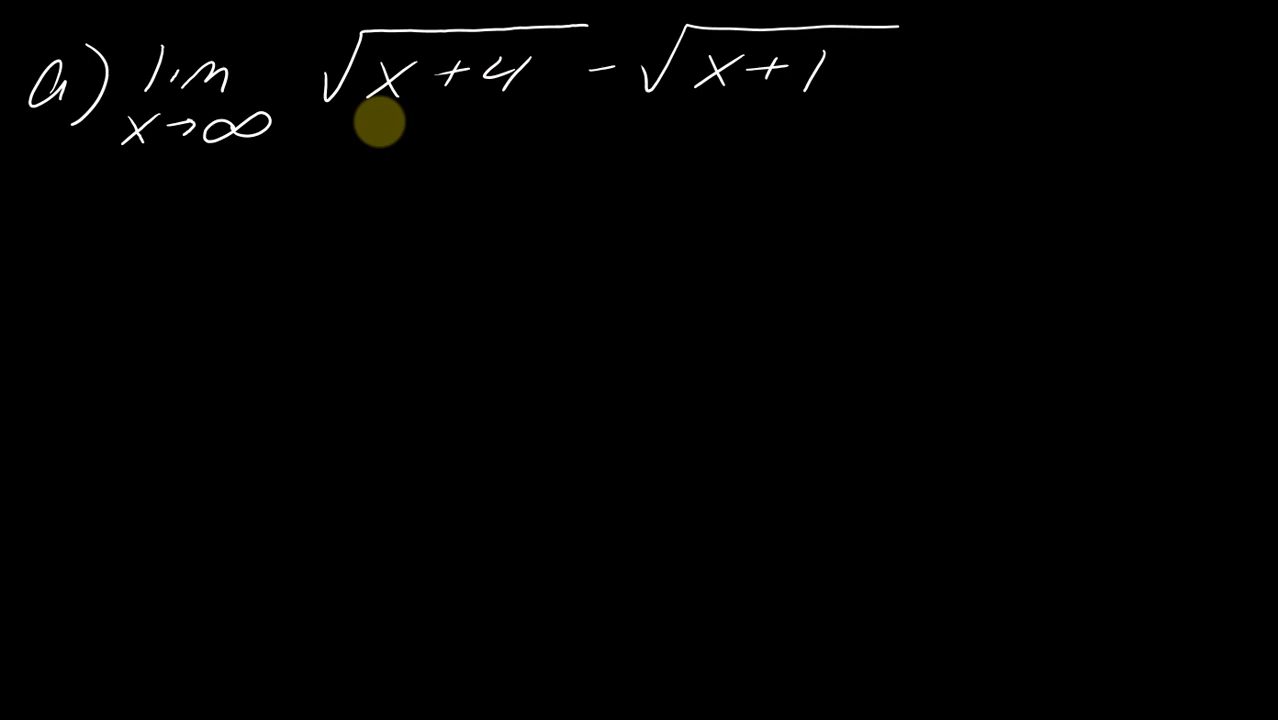 a) lim √(x+4) - √(x+1)
x→∞